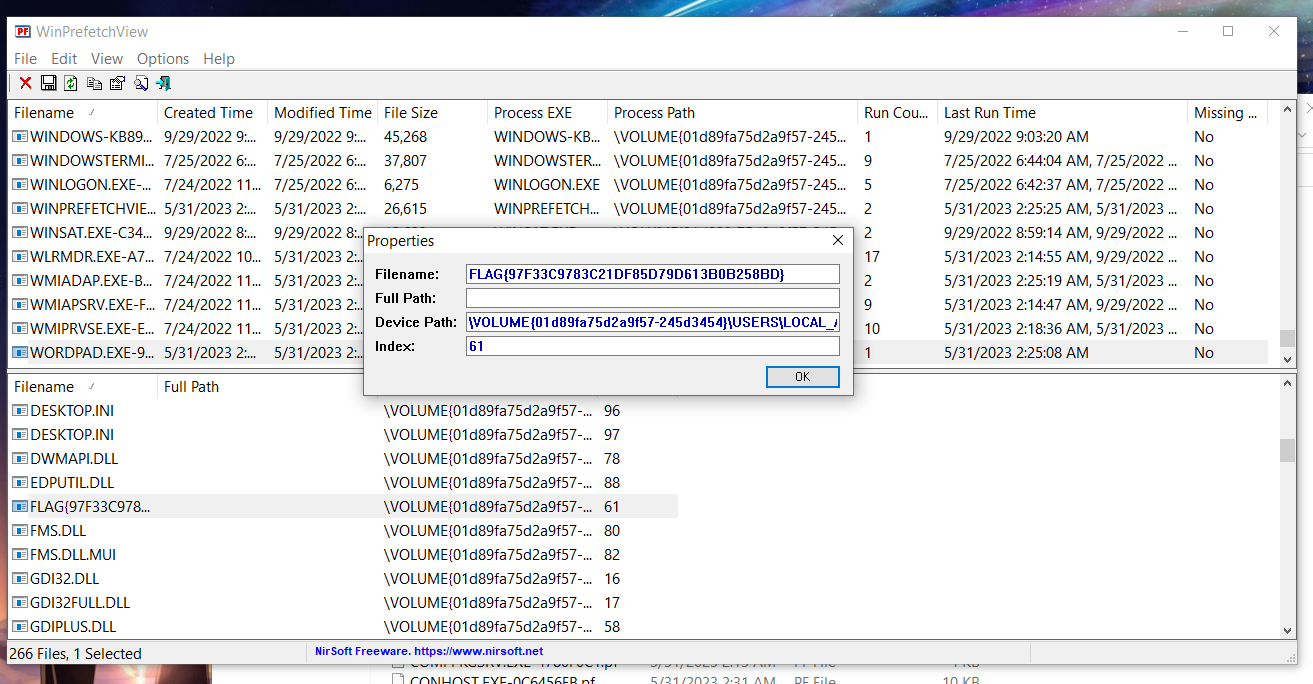 WinPrefetchView
File Edit View Options Help
Filename Created Time Modified Time File Size Process EXE Process Path Run Cou... Last Run Time Missing ...
WINDOWS-KB89... 9/29/2022 9:... 9/29/2022 9:... 45,268 WINDOWS-KB... \VOLUME{01d89fa75d2a9f57-245... 1 9/29/2022 9:03:20 AM No
WINDOWSTERMI... 7/25/2022 6:... 7/25/2022 6:... 37,807 WINDOWSTER... \VOLUME{01d89fa75d2a9f57-245... 9 7/25/2022 6:44:04 AM, 7/25/2022 ... No
WINLOGON.EXE-... 7/24/2022 11... 7/25/2022 6:... 6,275 WINLOGON.EXE \VOLUME{01d89fa75d2a9f57-245... 5 7/25/2022 6:42:37 AM, 7/25/2022 ... No
WINPREFETCHVIE... 5/31/2023 2:... 5/31/2023 2:... 26,615 WINPREFETCH... \VOLUME{01d89fa75d2a9f57-245... 2 5/31/2023 2:25:25 AM, 5/31/2023 ... No
WINSAT.EXE-C34... 9/29/2022 8:... 9/29/2022 8:... 2 9/29/2022 8:59:14 AM, 9/29/2022 ... No
WLRMDR.EXE-A7... 7/24/2022 10... 5/31/2023 2:... 17 5/31/2023 2:14:55 AM, 9/29/2022 ... No
WMIADAP.EXE-B... 7/24/2022 11... 5/31/2023 2:... 2 5/31/2023 2:25:19 AM, 5/31/2023 ... No
WMIAPSRV.EXE-F... 7/24/2022 11... 5/31/2023 2:... 9 5/31/2023 2:14:47 AM, 9/29/2022 ... No
WMIPRVSE.EXE-E... 7/24/2022 11... 5/31/2023 2:... 10 5/31/2023 2:18:36 AM, 5/31/2023 ... No
WORDPAD.EXE-9... 5/31/2023 2:... 5/31/2023 2:... 1 5/31/2023 2:25:08 AM No
Properties
Filename: FLAG{97F33C9783C21DF85D79D613B0B258BD}
Full Path:
Device Path: \VOLUME{01d89fa75d2a9f57-245d3454}\USERS\LOCAL_
Index: 61
OK
Filename Full Path
DESKTOP.INI \VOLUME{01d89fa75d2a9f57-... 96
DESKTOP.INI \VOLUME{01d89fa75d2a9f57-... 97
DWMAPI.DLL \VOLUME{01d89fa75d2a9f57-... 78
EDPUTIL.DLL \VOLUME{01d89fa75d2a9f57-... 88
FLAG{97F33C978... \VOLUME{01d89fa75d2a9f57-... 61
FMS.DLL \VOLUME{01d89fa75d2a9f57-... 80
FMS.DLL.MUI \VOLUME{01d89fa75d2a9f57-... 82
GDI32.DLL \VOLUME{01d89fa75d2a9f57-... 16
GDI32FULL.DLL \VOLUME{01d89fa75d2a9f57-... 17
GDIPLUS.DLL \VOLUME{01d89fa75d2a9f57-... 58
266 Files, 1 Selected NirSoft Freeware. https://www.nirsoft.net
CONHOST.EXE-0C6456FB.pf 5/31/2023 2:31 AM PF File 10 KB